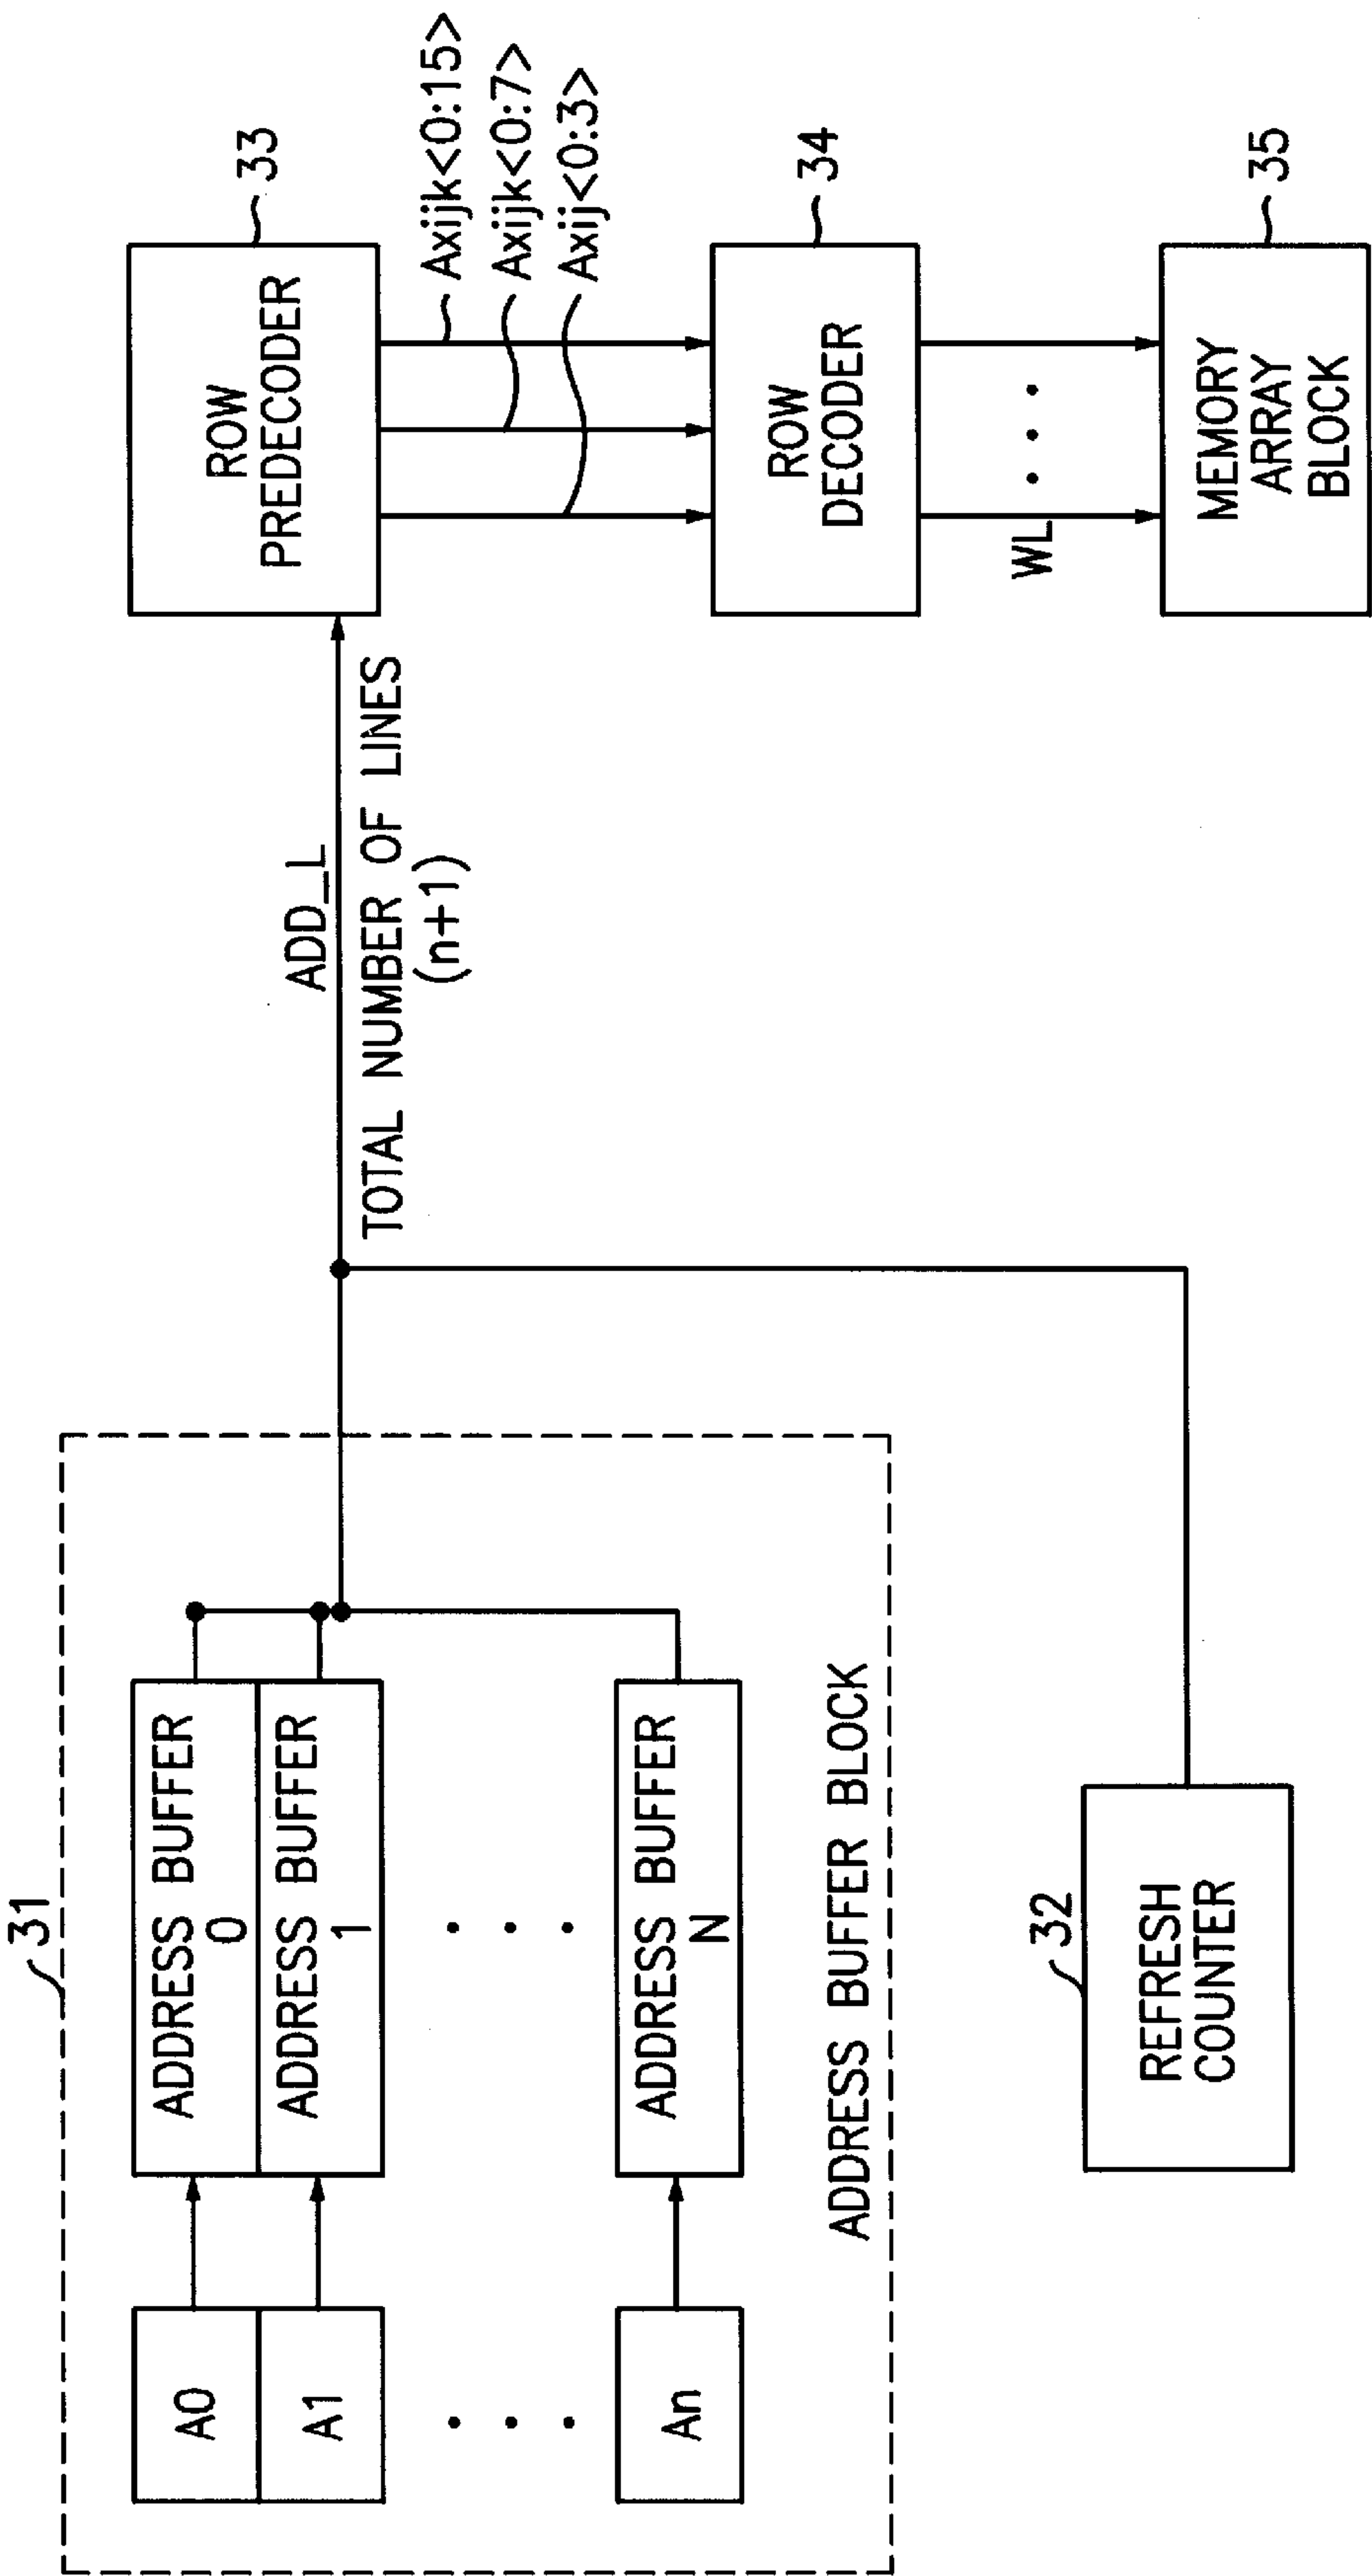 31
A0
A1
An
ADDRESS BUFFER
0
ADDRESS BUFFER
1
ADDRESS BUFFER
N
ADDRESS BUFFER BLOCK
32
REFRESH
COUNTER
ADD_L
TOTAL NUMBER OF LINES
(n+1)
ROW
PREDECODER
33
Axijk<0:15>
Axijk<0:7>
Axij<0:3>
ROW
DECODER
34
WL
MEMORY
ARRAY
BLOCK
35